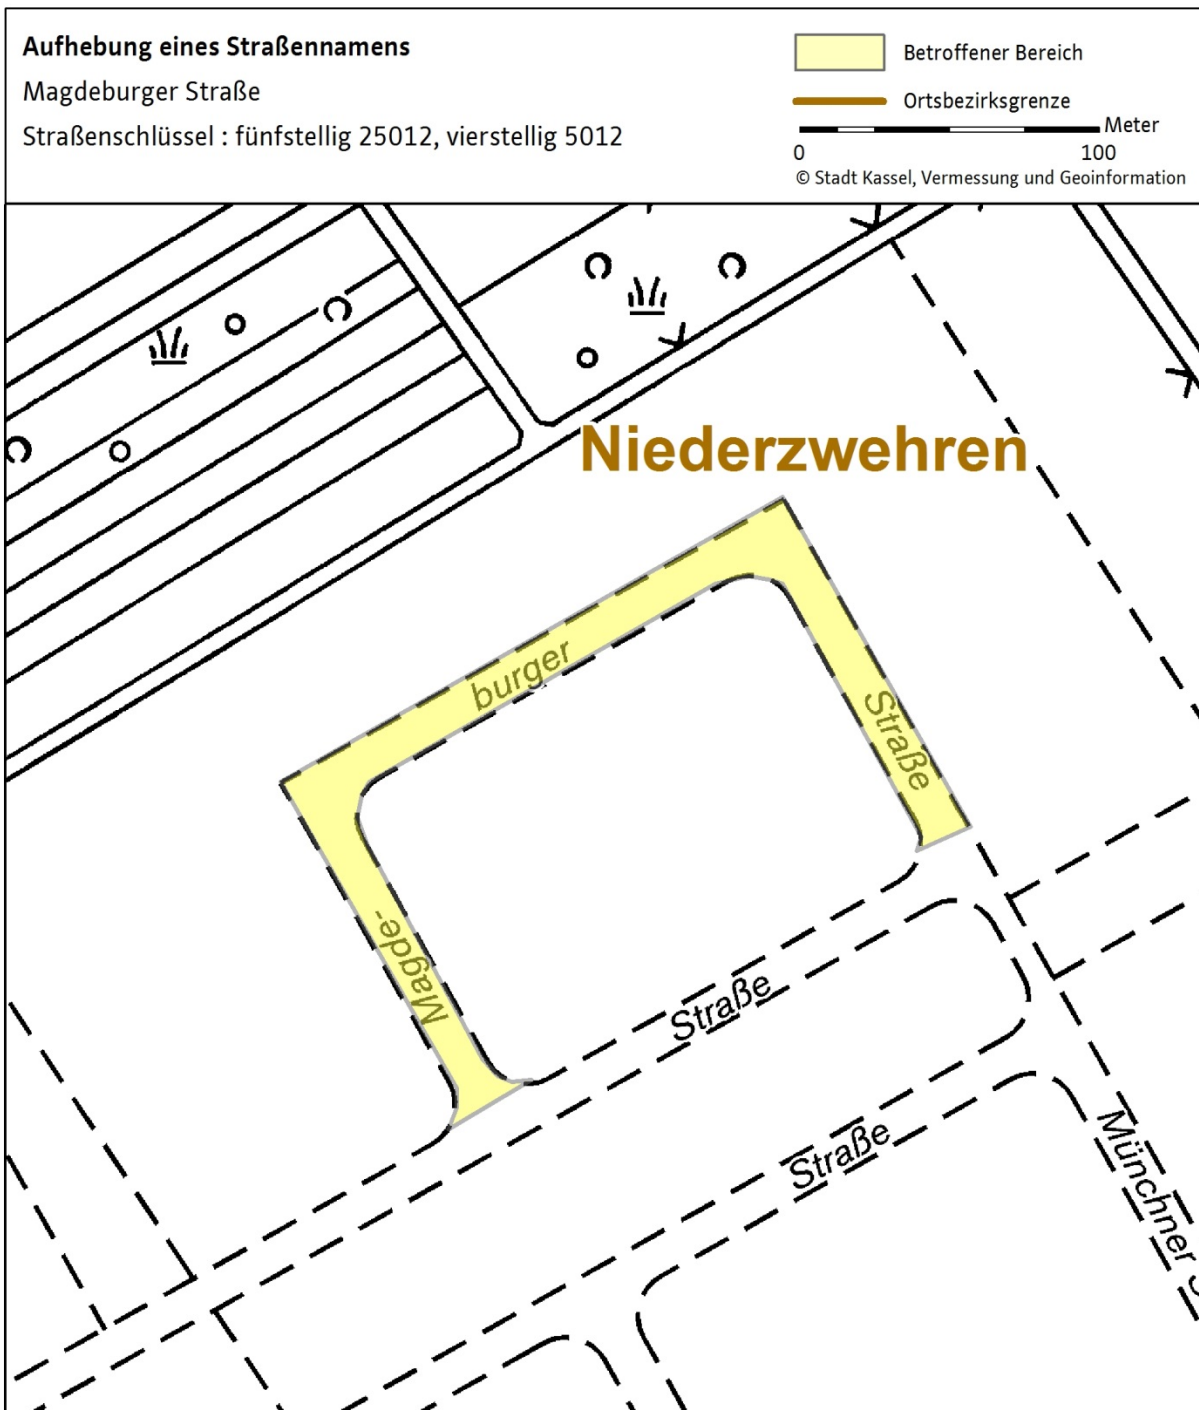 Aufhebung eines Straßennamens
Magdeburger Straße
Straßenschlüssel : fünfstellig 25012, vierstellig 5012
Betroffener Bereich
Ortsbezirksgrenze
Meter
0 100
© Stadt Kassel, Vermessung und Geoinformation
Niederzwehren
Magde-
burger
Straße
Straße
Straße
Münchner